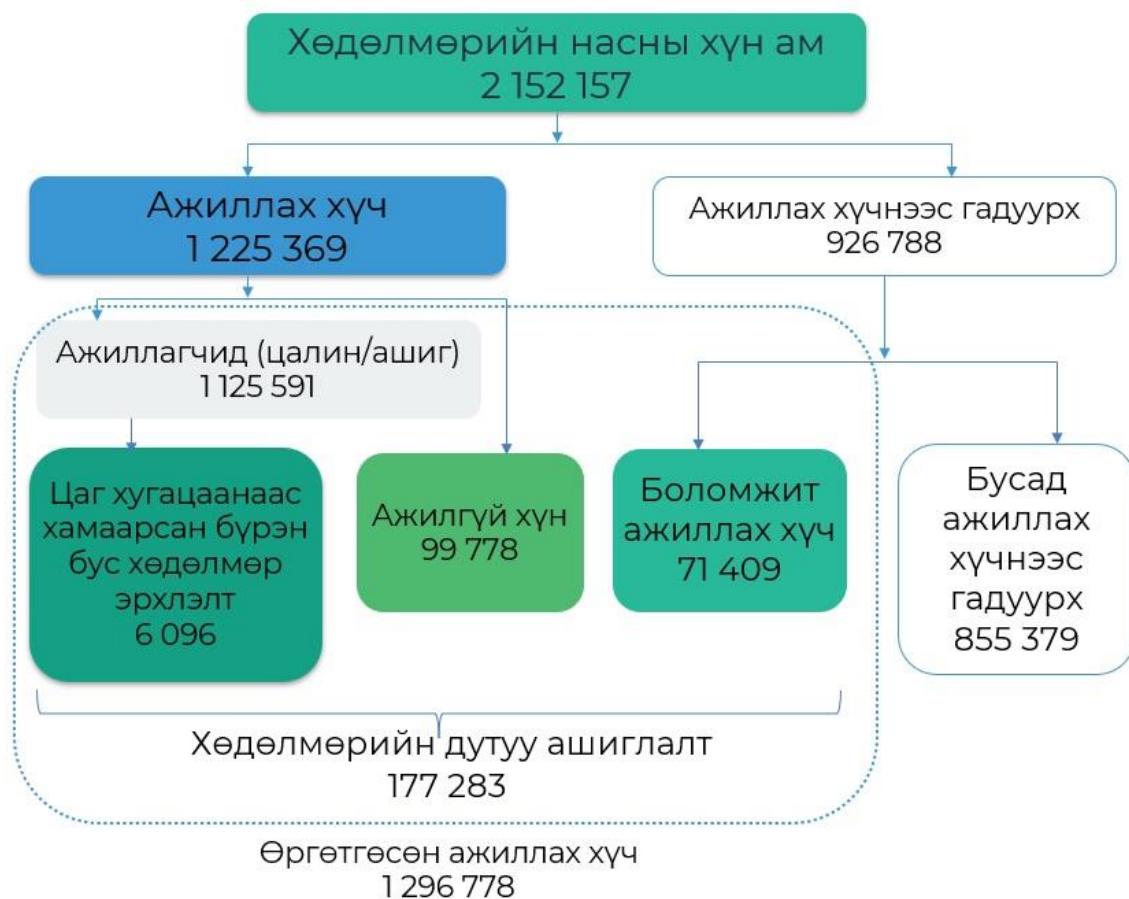 Хөдөлмөрийн насны хүн ам
2 152 157
Ажиллах хүч
1 225 369
Ажиллах хүчнээс гадуурх
926 788
Ажиллагчид (цалин/ашиг)
1 125 591
Цаг хугацаанаас
хамаарсан бүрэн
бус хөдөлмөр
эрхлэлт
6 096
Ажилгүй хүн
99 778
Боломжит
ажиллах хүч
71 409
Бусад
ажиллах
хүчнээс
гадуурх
855 379
Хөдөлмөрийн дутуу ашиглалт
177 283
Өргөтгөсөн ажиллах хүч
1 296 778